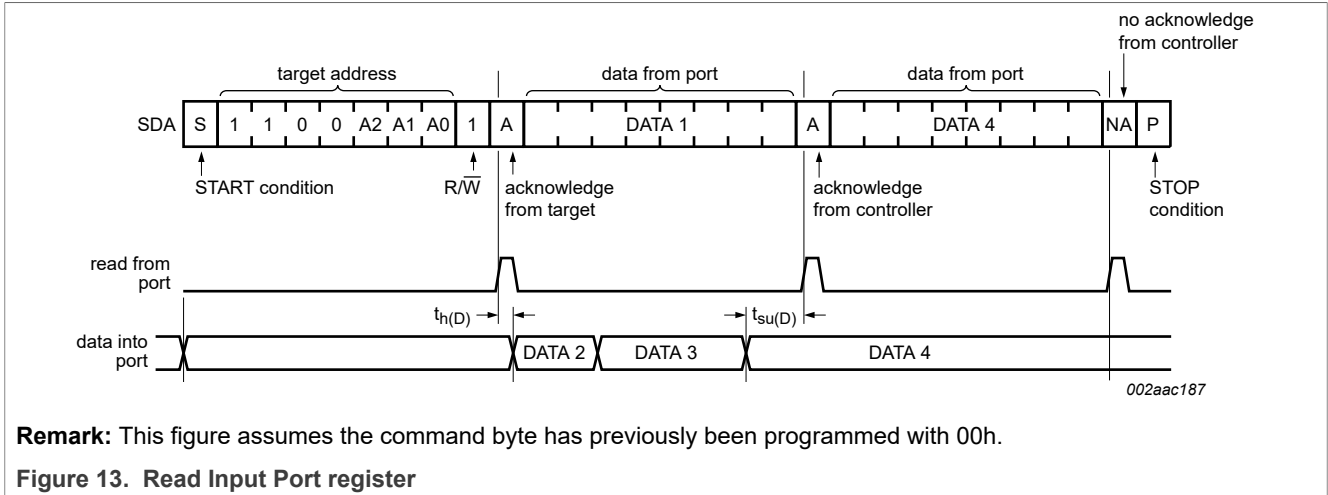 no acknowledge
from controller
target address
data from port
data from port
SDA S 1 1 0 0 A2 A1 A0 1 A DATA 1 A DATA 4 NA P
START condition
R/W̅
acknowledge
from target
acknowledge
from controller
STOP
condition
read from
port
th(D)
tsu(D)
data into
port
DATA 2
DATA 3
DATA 4
002aac187
Remark: This figure assumes the command byte has previously been programmed with 00h.
Figure 13. Read Input Port register